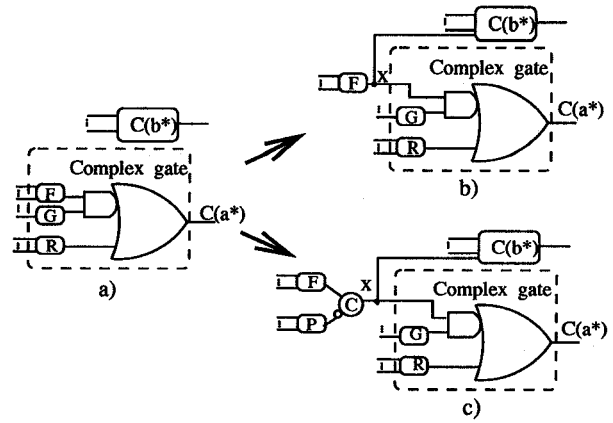 C(b*)
Complex gate
F
G
R
C(a*)
a)
C(b*)
Complex gate
F
X
G
R
C(a*)
b)
C(b*)
X
Complex gate
F
C
P
G
R
C(a*)
c)